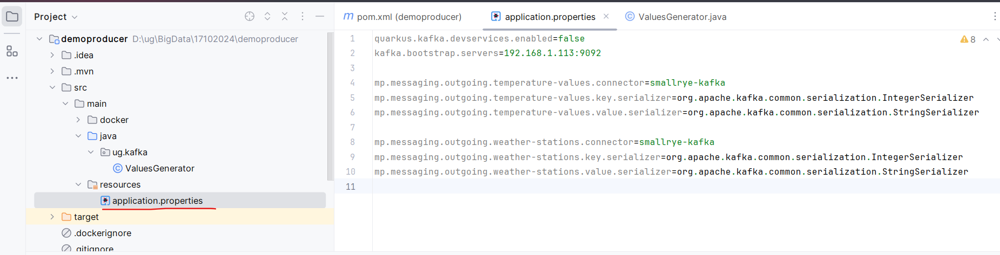 Project
demoproducer D:\ug\BigData\17102024\demoproducer
.idea
.mvn
src
main
docker
java
ug.kafka
ValuesGenerator
resources
application.properties
target
.dockerignore
.gitignore
pom.xml (demoproducer) application.properties ValuesGenerator.java
8
1 quarkus.kafka.devservices.enabled=false
2 kafka.bootstrap.servers=192.168.1.113:9092
3
4 mp.messaging.outgoing.temperature-values.connector=smallrye-kafka
5 mp.messaging.outgoing.temperature-values.key.serializer=org.apache.kafka.common.serialization.IntegerSerializer
6 mp.messaging.outgoing.temperature-values.value.serializer=org.apache.kafka.common.serialization.StringSerializer
7
8 mp.messaging.outgoing.weather-stations.connector=smallrye-kafka
9 mp.messaging.outgoing.weather-stations.key.serializer=org.apache.kafka.common.serialization.IntegerSerializer
10 mp.messaging.outgoing.weather-stations.value.serializer=org.apache.kafka.common.serialization.StringSerializer
11